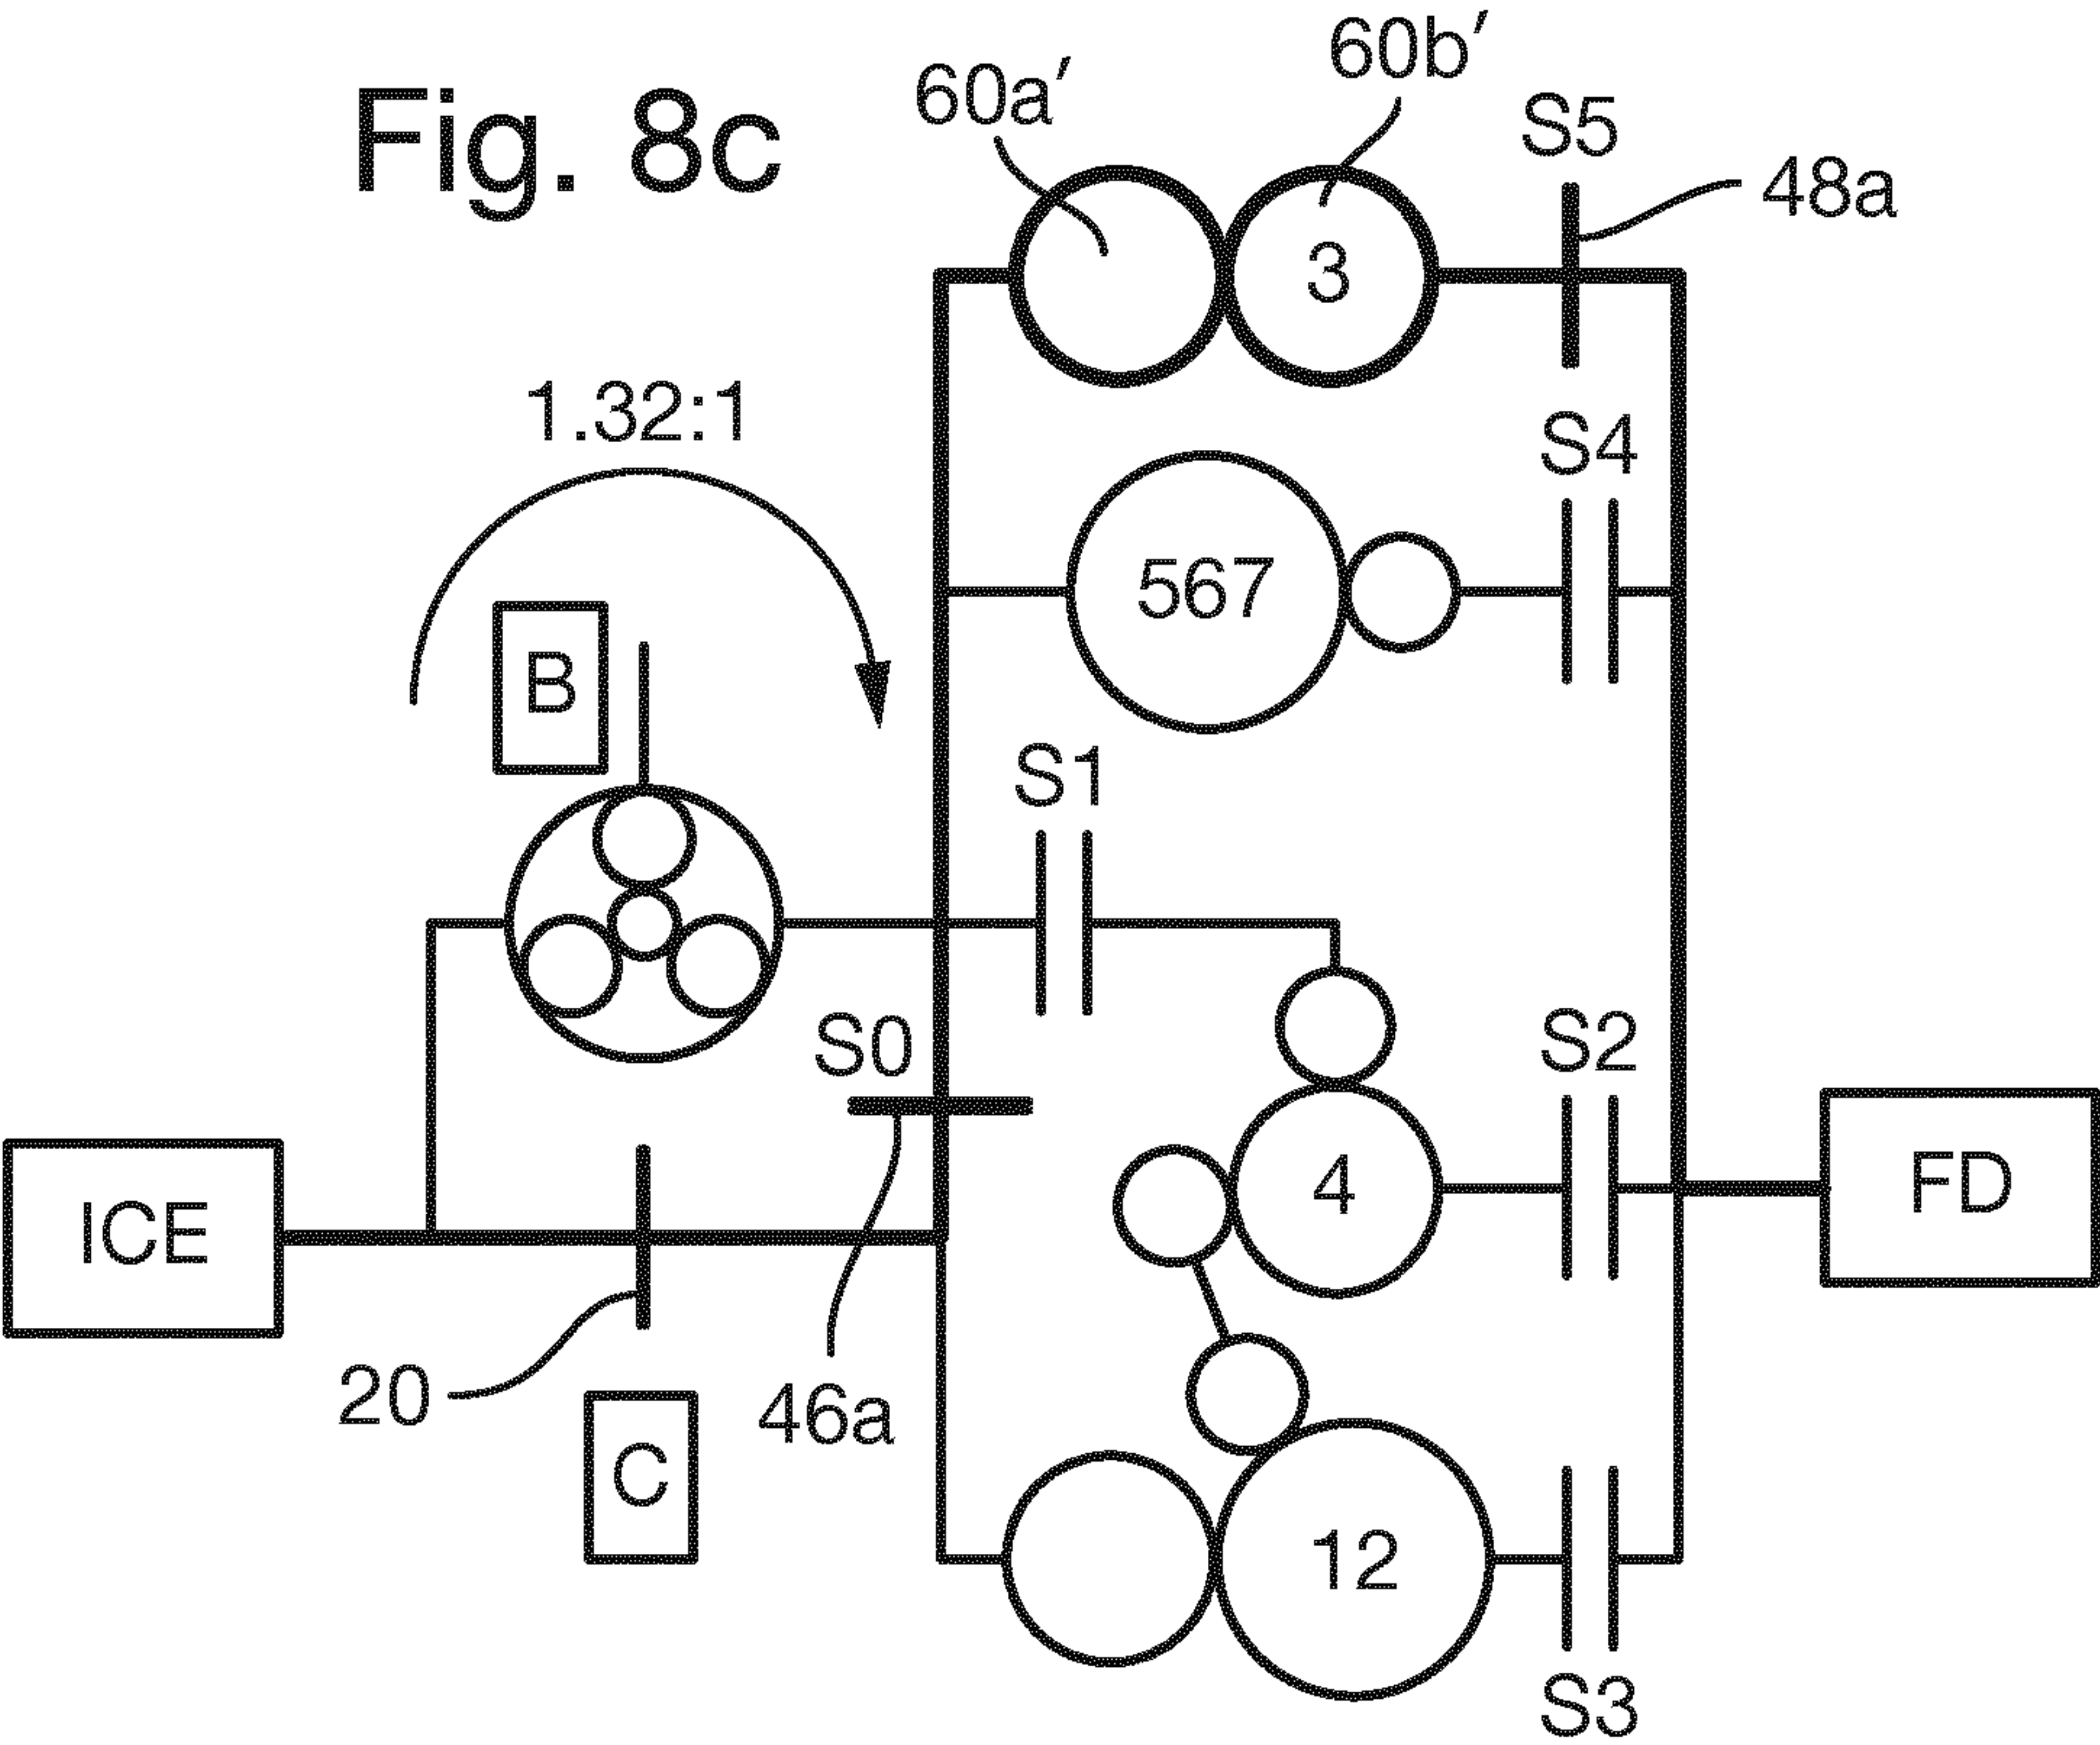 Fig. 8c
60a′
60b′
S5
48a
3
1.32:1
S4
567
B
S1
S0
S2
ICE
4
FD
20
46a
C
12
S3